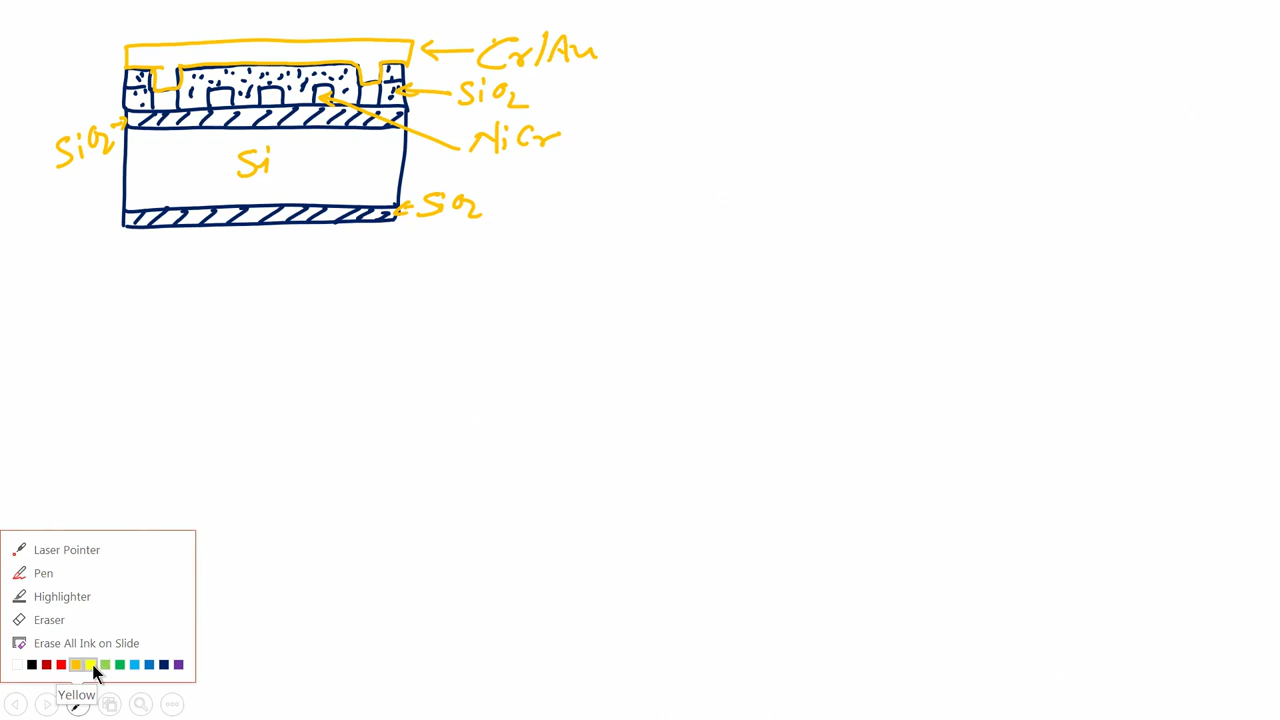 Cr/Au
SiO2
SiO2
NiCr
Si
SiO2
Laser Pointer
Pen
Highlighter
Eraser
Erase All Ink on Slide
Yellow